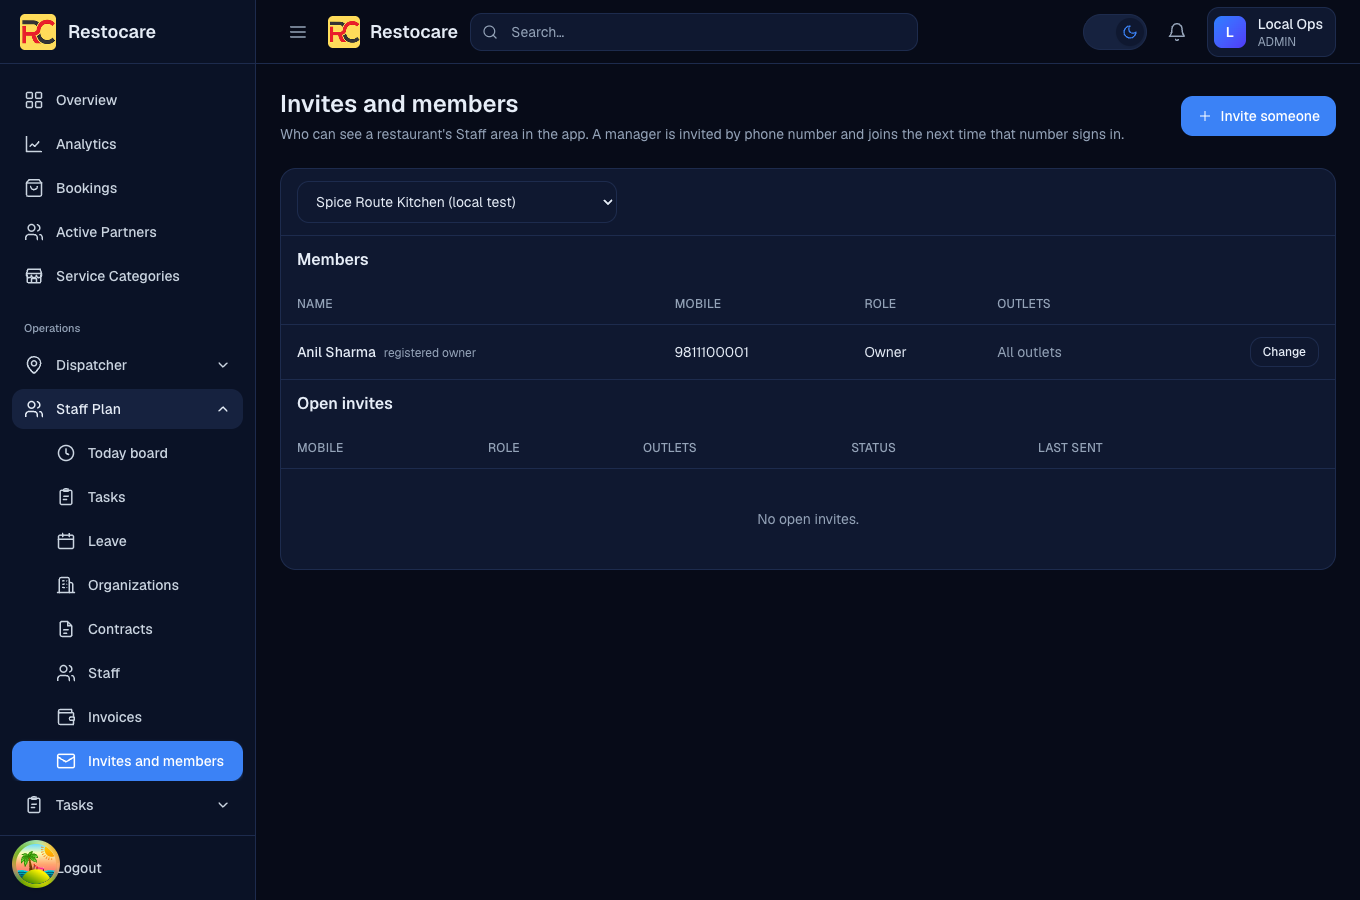 RC Restocare
Overview
Analytics
Bookings
Active Partners
Service Categories
Operations
Dispatcher
Staff Plan
Today board
Tasks
Leave
Organizations
Contracts
Staff
Invoices
Invites and members
Tasks
Logout
RC Restocare
Search...
L
Local Ops
ADMIN
Invites and members
Who can see a restaurant's Staff area in the app. A manager is invited by phone number and joins the next time that number signs in.
+ Invite someone
Spice Route Kitchen (local test)
Members
NAME MOBILE ROLE OUTLETS
Anil Sharma registered owner 9811100001 Owner All outlets Change
Open invites
MOBILE ROLE OUTLETS STATUS LAST SENT
No open invites.